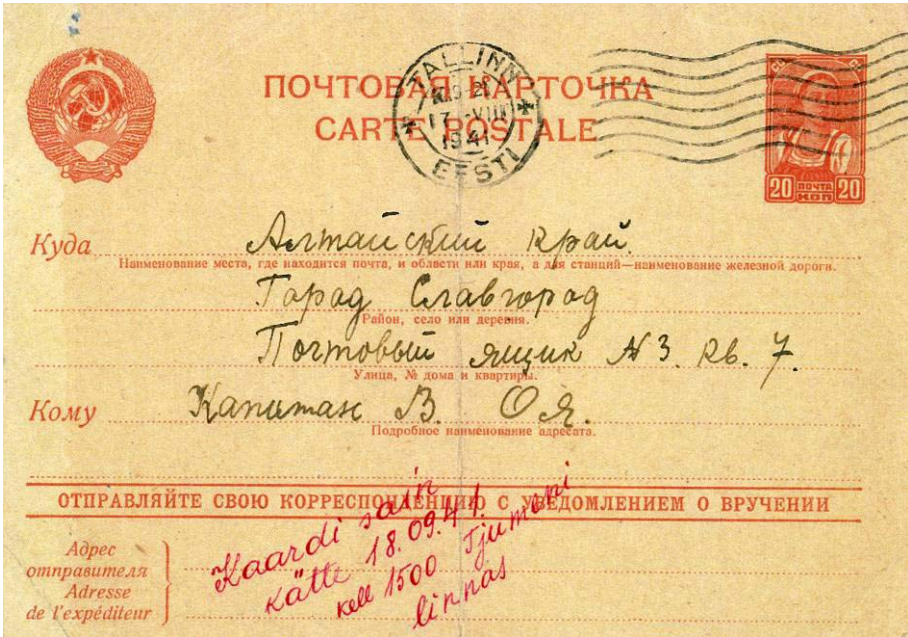 ПОЧТОВАЯ КАРТОЧКА
CARTE POSTALE
TALLINN
17 VIII
1941
EESTI
20 ПОЧТА 20
КОП
Куда Алтайский край
Наименование места, где находится почта, и области или края, а для станций—наименование железной дороги.
Город Славгород
Район, село или деревня.
Почтовый ящик № 3. кв. 7.
Улица, № дома и квартиры.
Кому Капитан В. Оя.
Подробное наименование адресата.
ОТПРАВЛЯЙТЕ СВОЮ КОРРЕСПОНДЕНЦИЮ С УВЕДОМЛЕНИЕМ О ВРУЧЕНИИ
Kaardi sain
kätte 18.09.41.
kell 1500 Tjumeni
linnas
Адрес
отправителя
Adresse
de l'expéditeur